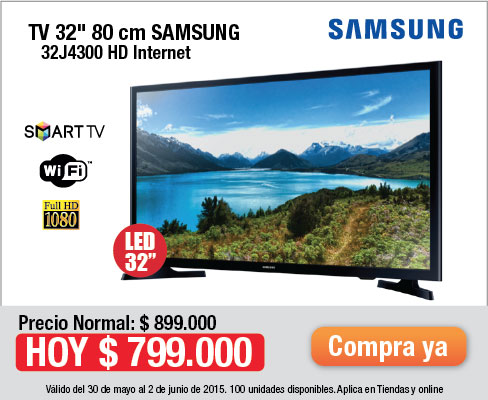 TV 32" 80 cm SAMSUNG
32J4300 HD Internet
SAMSUNG
SMART TV
Wi Fi™
Full HD
1080
LED
32”
SAMSUNG
Precio Normal: $ 899.000
HOY $ 799.000
Compra ya
Válido del 30 de mayo al 2 de junio de 2015. 100 unidades disponibles. Aplica en Tiendas y online